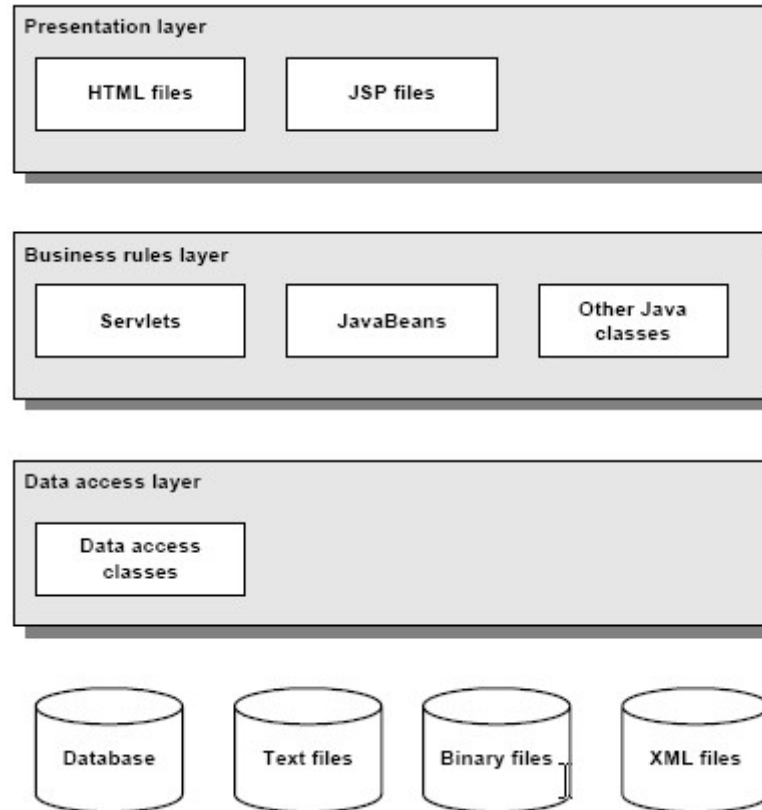 Presentation layer
HTML files
JSP files
Business rules layer
Servlets
JavaBeans
Other Java
classes
Data access layer
Data access
classes
Database
Text files
Binary files
XML files